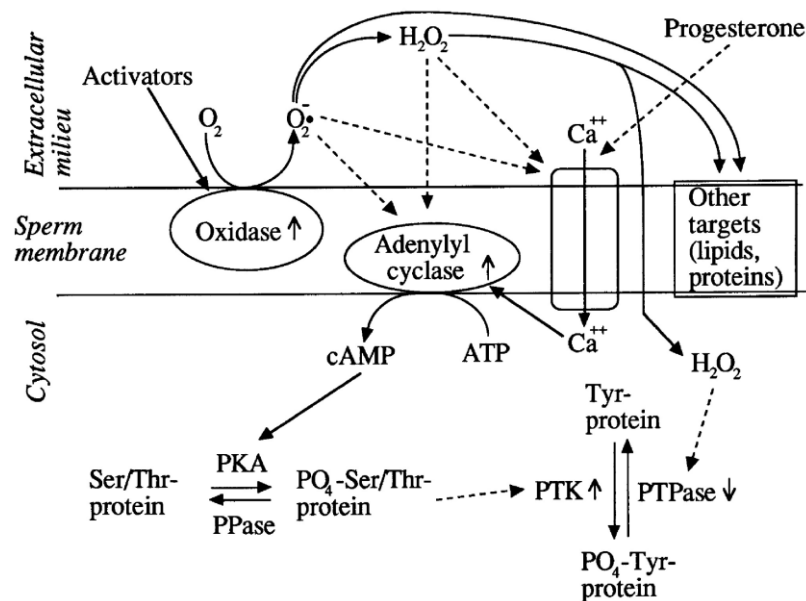 Extracellular
milieu
Sperm
membrane
Cytosol
Activators
O₂
O₂⁻•
H₂O₂
Progesterone
Ca⁺⁺
Oxidase ↑
Adenylyl
cyclase ↑
Other
targets
(lipids,
proteins)
cAMP
ATP
Ca⁺⁺
H₂O₂
Ser/Thr-
protein
PKA
PPase
PO₄-Ser/Thr-
protein
Tyr-
protein
PTK ↑
PTPase ↓
PO₄-Tyr-
protein